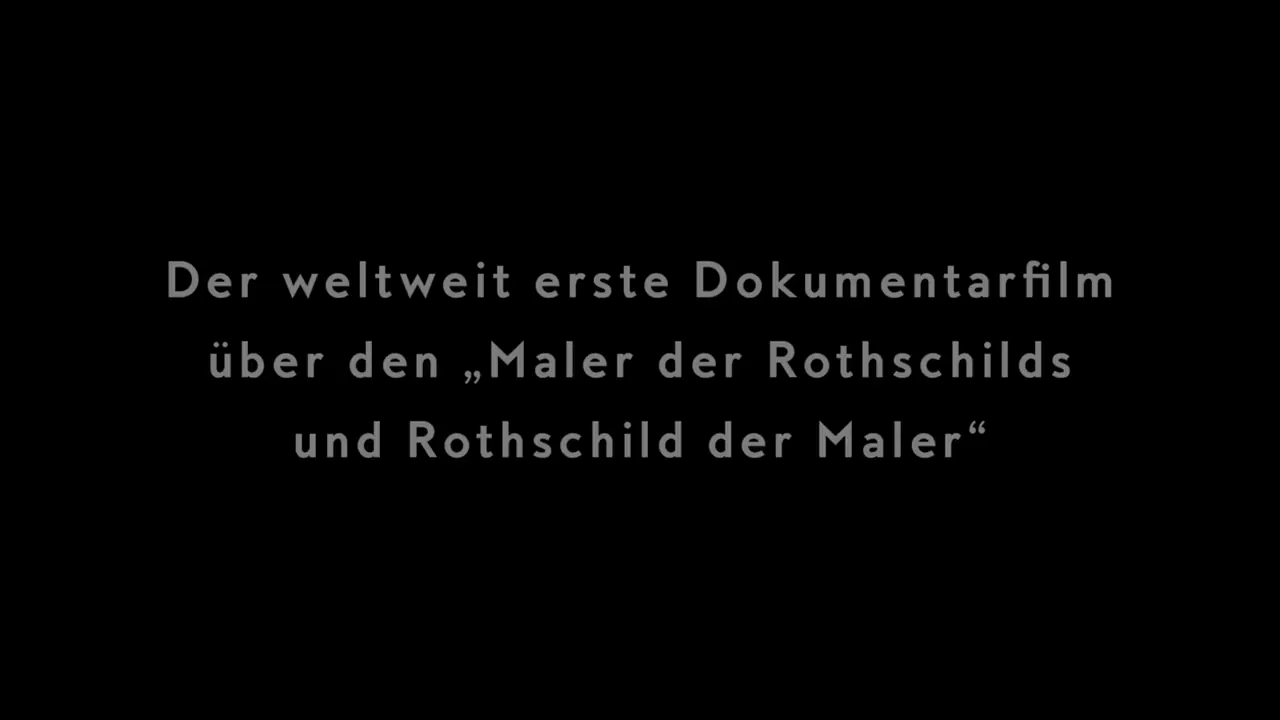 Der weltweit erste Dokumentarfilm
über den „Maler der Rothschilds
und Rothschild der Maler“